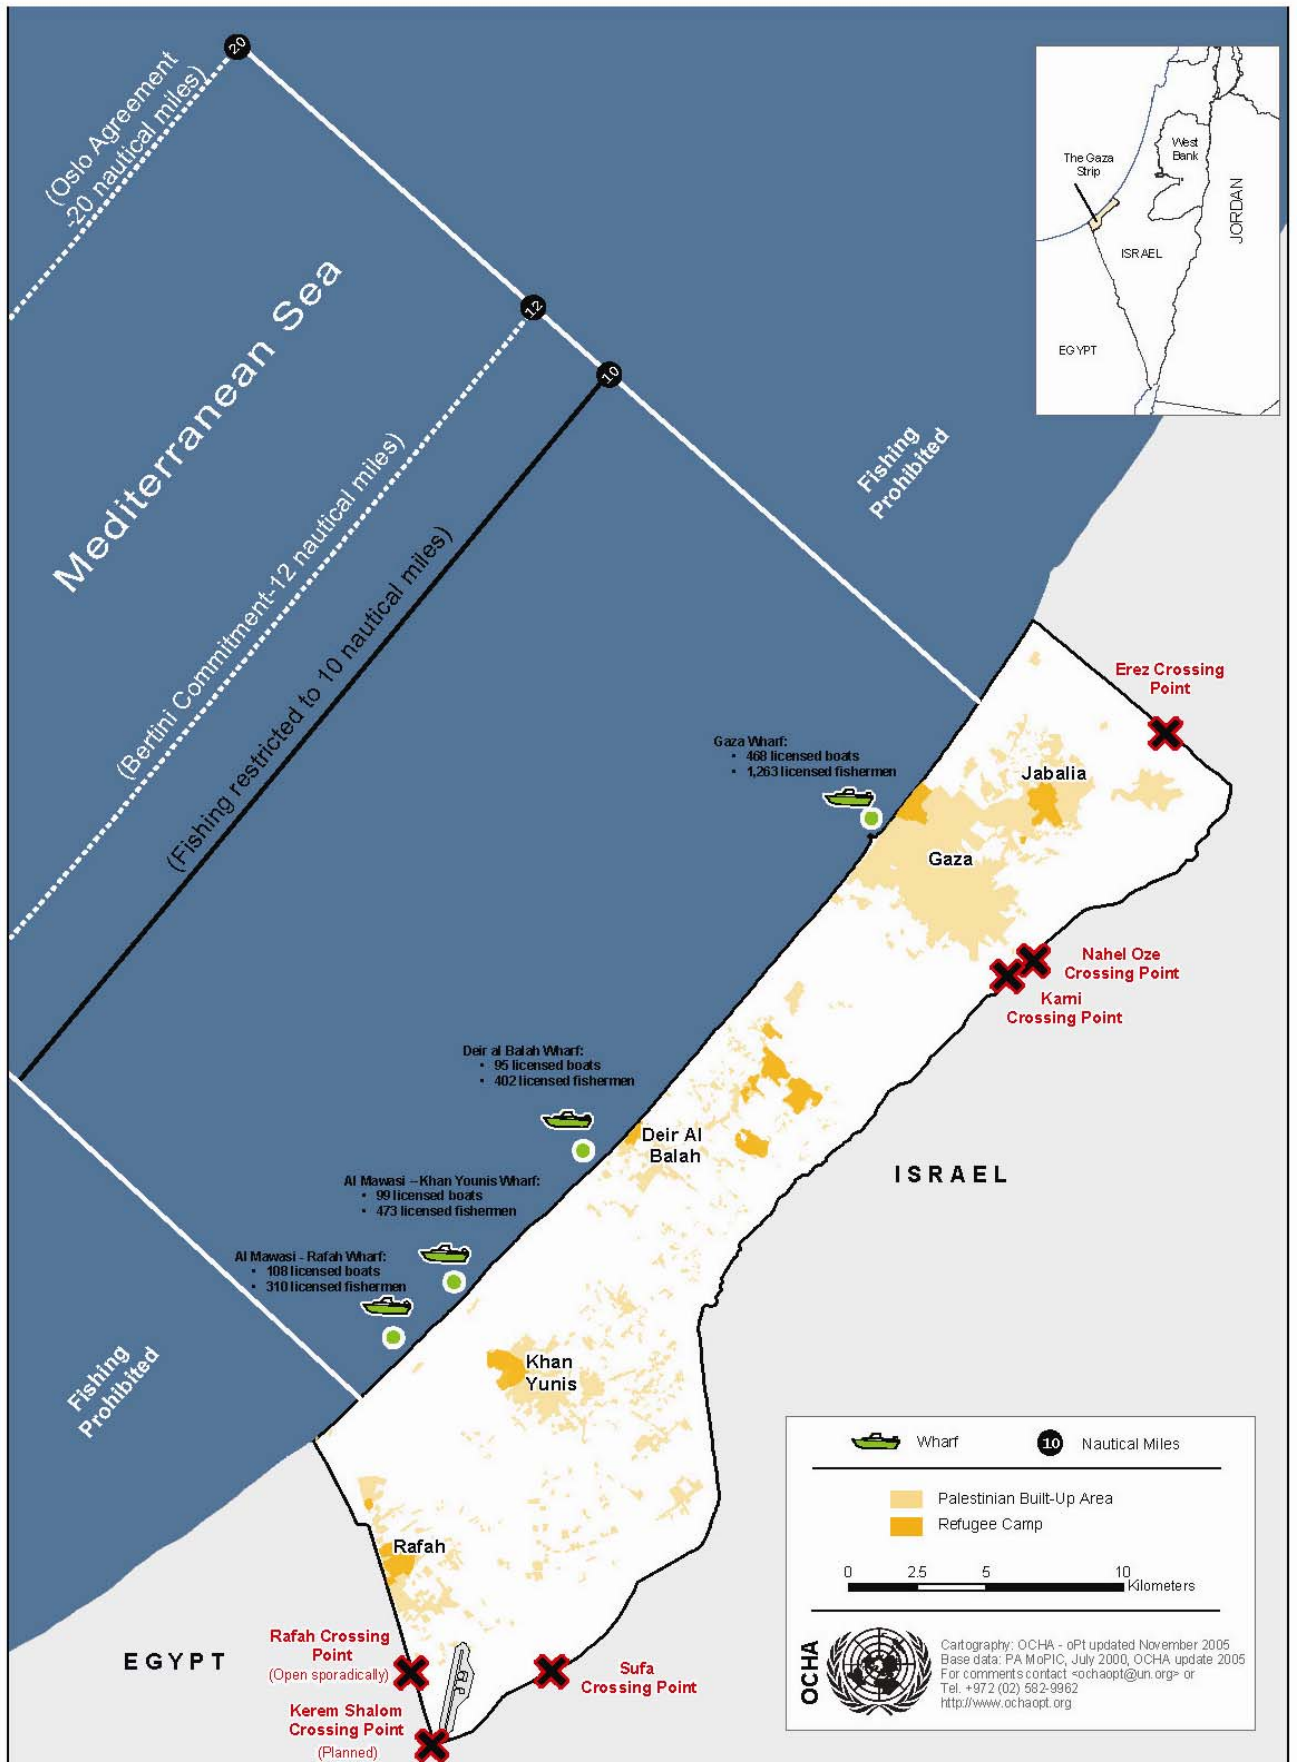 20
(Oslo Agreement
-20 nautical miles)
Mediterranean Sea
12
10
(Bertini Commitment-12 nautical miles)
(Fishing restricted to 10 nautical miles)
Fishing
Prohibited
The Gaza
Strip
West
Bank
JORDAN
ISRAEL
EGYPT
Erez Crossing
Point
Gaza Wharf:
• 468 licensed boats
• 1,263 licensed fishermen
Jabalia
Gaza
Nahel Oze
Crossing Point
Karni
Crossing Point
Deir al Balah Wharf:
• 95 licensed boats
• 402 licensed fishermen
Deir Al
Balah
ISRAEL
Al Mawasi – Khan Younis Wharf:
• 99 licensed boats
• 473 licensed fishermen
Al Mawasi - Rafah Wharf:
• 108 licensed boats
• 310 licensed fishermen
Fishing
Prohibited
Khan
Yunis
Rafah
Rafah Crossing
Point
(Open sporadically)
EGYPT
Kerem Shalom
Crossing Point
(Planned)
Sufa
Crossing Point
Wharf
10 Nautical Miles
Palestinian Built-Up Area
Refugee Camp
0 2.5 5 10
Kilometers
OCHA
Cartography: OCHA - oPt updated November 2005
Base data: PA MoPIC, July 2000, OCHA update 2005
For comments contact <ochaopt@un.org> or
Tel. +972 (02) 582-9962
http://www.ochaopt.org